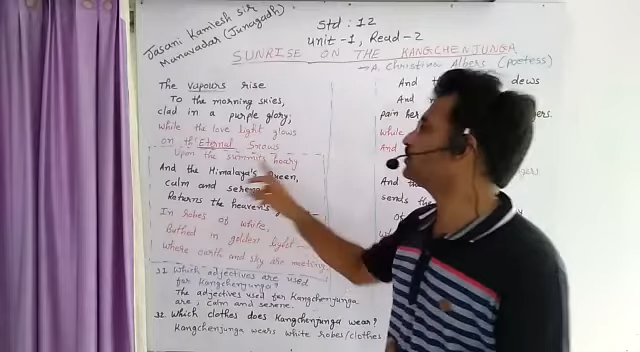 Jasani Kamlesh sir
Manavadar (Junagadh)
Std : 12
Unit-1, Read-2
SUNRISE ON THE KANGCHENJUNGA
→ A. Christina Albers (poetess)
The vapours rise
To the morning skies,
clad in a purple glory;
while the love light glows
on th Eternal Snows
Upon the summits hoary
And the Himalaya's Queen,
Calm and serene
Returns the heaven's
In robes of white,
Bathed in golden light—
where earth and sky are meeting.
31. Which adjectives are used
for Kangchenjunga?
The adjectives used for Kangchenjunga
are; Calm and serene.
32. Which clothes does Kangchenjunga wear?
Kangchenjunga wears white robes/clothes
And dews
And
pain her
while
And
And
sends the